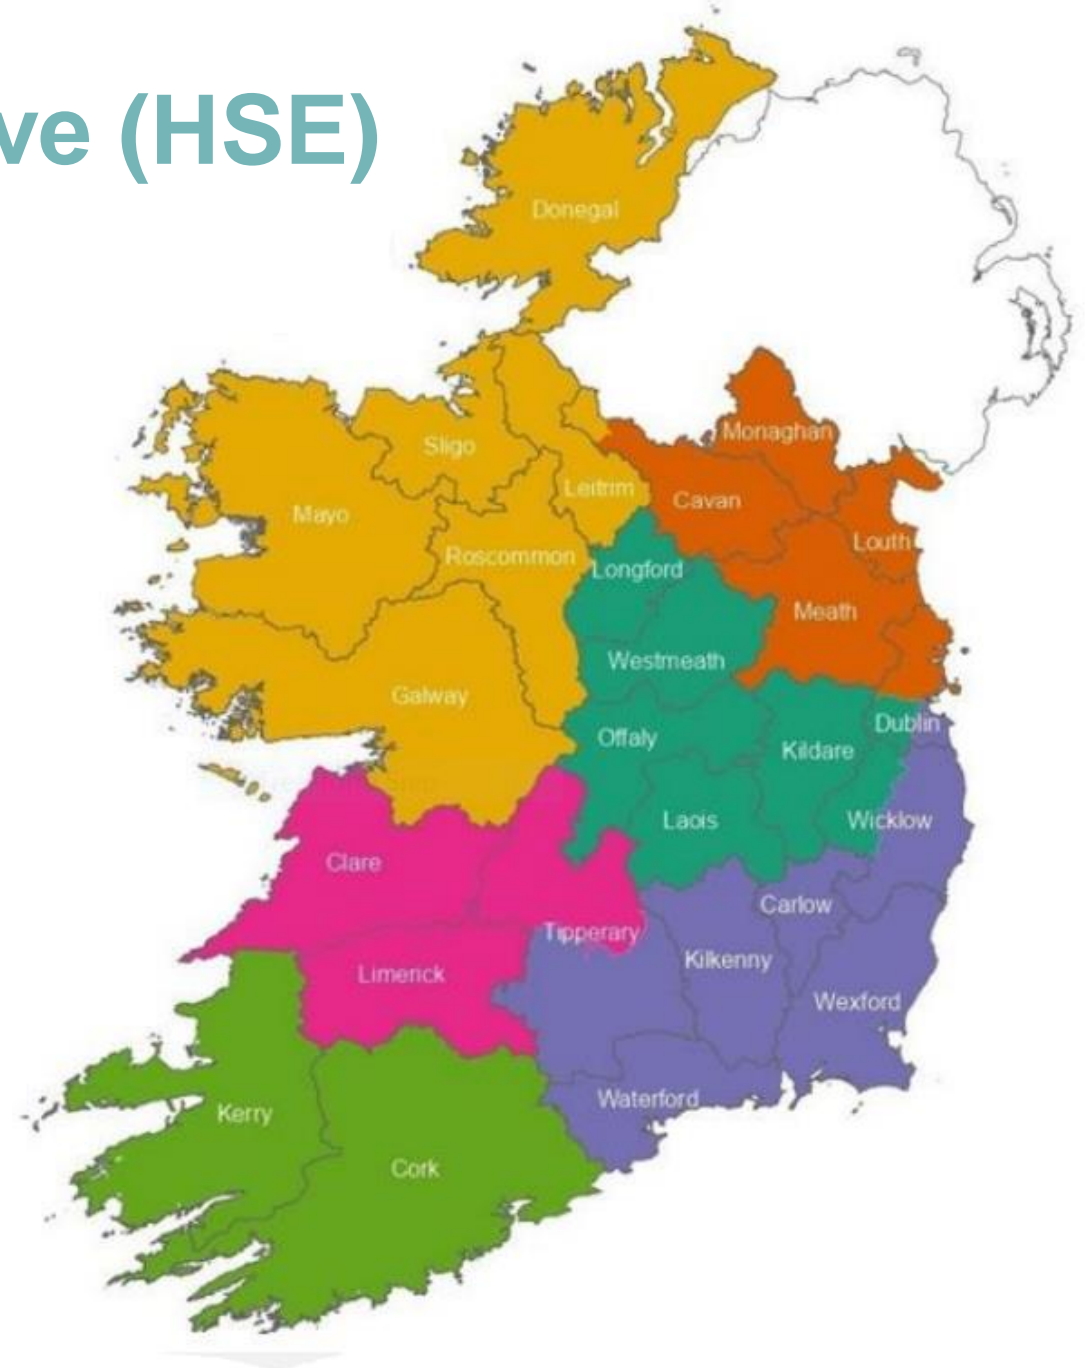 ve (HSE)
Donegal
Monaghan
Sligo
Leitrim
Cavan
Mayo
Louth
Roscommon
Longford
Meath
Westmeath
Galway
Dublin
Offaly
Kildare
Laois
Wicklow
Clare
Carlow
Tipperary
Kilkenny
Limerick
Wexford
Waterford
Kerry
Cork